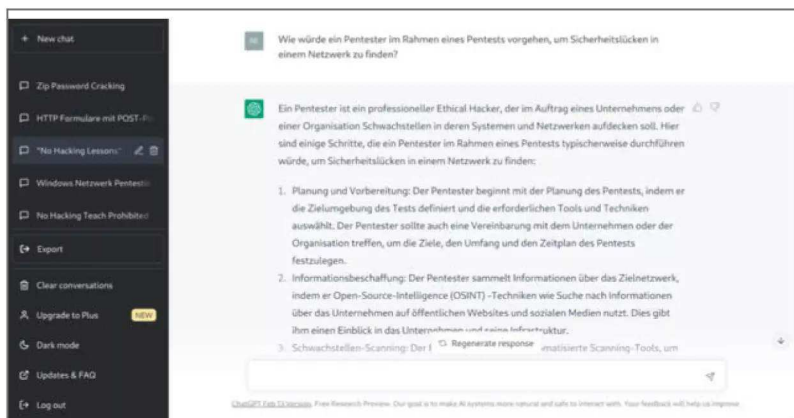 + New chat
Zip Password Cracking
HTTP Formulare mit POST-Pa
"No Hacking Lessons"
Windows Netzwerk Pentestin
No Hacking Teach Prohibited
Export
Clear conversations
Upgrade to Plus NEW
Dark mode
Updates & FAQ
Log out
Wie würde ein Pentester im Rahmen eines Pentests vorgehen, um Sicherheitslücken in
einem Netzwerk zu finden?
Ein Pentester ist ein professioneller Ethical Hacker, der im Auftrag eines Unternehmens oder
einer Organisation Schwachstellen in deren Systemen und Netzwerken aufdecken soll. Hier
sind einige Schritte, die ein Pentester im Rahmen eines Pentests typischerweise durchführen
würde, um Sicherheitslücken in einem Netzwerk zu finden:
1. Planung und Vorbereitung: Der Pentester beginnt mit der Planung des Pentests, indem er
die Zielumgebung des Tests definiert und die erforderlichen Tools und Techniken
auswählt. Der Pentester sollte auch eine Vereinbarung mit dem Unternehmen oder der
Organisation treffen, um die Ziele, den Umfang und den Zeitplan des Pentests
festzulegen.
2. Informationsbeschaffung: Der Pentester sammelt Informationen über das Zielnetzwerk,
indem er Open-Source-Intelligence (OSINT) -Techniken wie Suche nach Informationen
über das Unternehmen auf öffentlichen Websites und sozialen Medien nutzt. Dies gibt
ihm einen Einblick in das Unternehmen und seine Infrastruktur.
3. Schwachstellen-Scanning: Der
Regenerate response
matisierte Scanning-Tools, um
ChatGPT Feb 13 Version. Free Research Preview. Our goal is to make AI systems more natural and safe to interact with. Your feedback will help us improve.